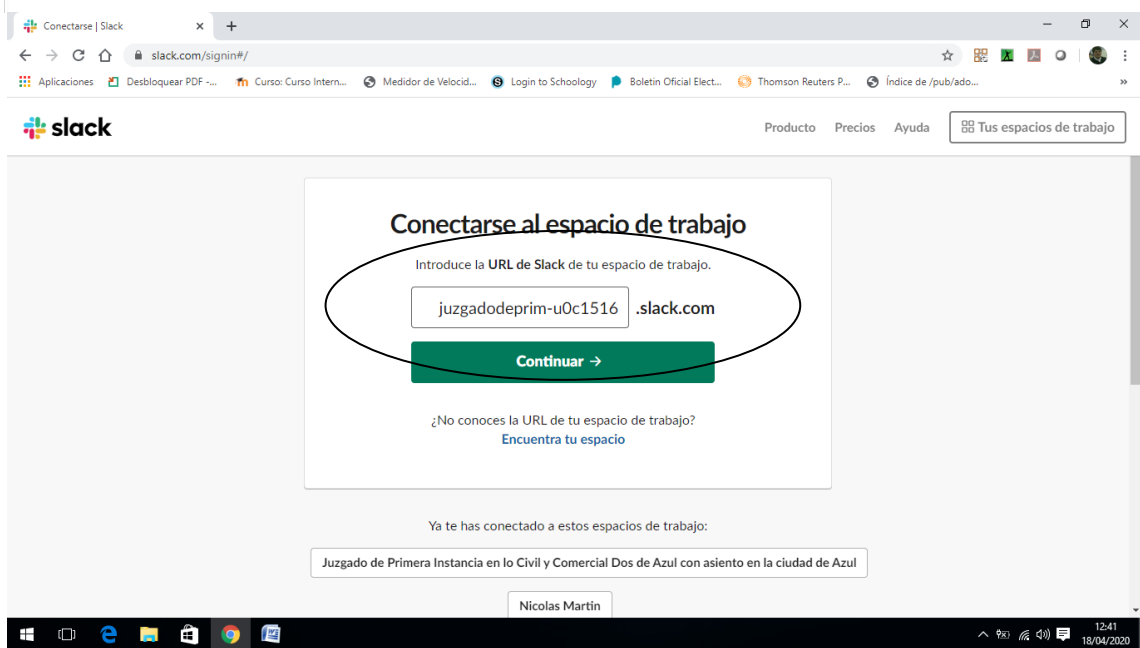 Conectarse | Slack
slack.com/signin#/
Aplicaciones Desbloquear PDF -... Curso: Curso Intern... Medidor de Velocid... Login to Schoology Boletin Oficial Elect... Thomson Reuters P... Índice de /pub/ado... »
slack Producto Precios Ayuda Tus espacios de trabajo
Conectarse al espacio de trabajo
Introduce la URL de Slack de tu espacio de trabajo.
juzgadodeprim-u0c1516 .slack.com
Continuar →
¿No conoces la URL de tu espacio de trabajo?
Encuentra tu espacio
Ya te has conectado a estos espacios de trabajo:
Juzgado de Primera Instancia en lo Civil y Comercial Dos de Azul con asiento en la ciudad de Azul
Nicolas Martin
12:41
18/04/2020